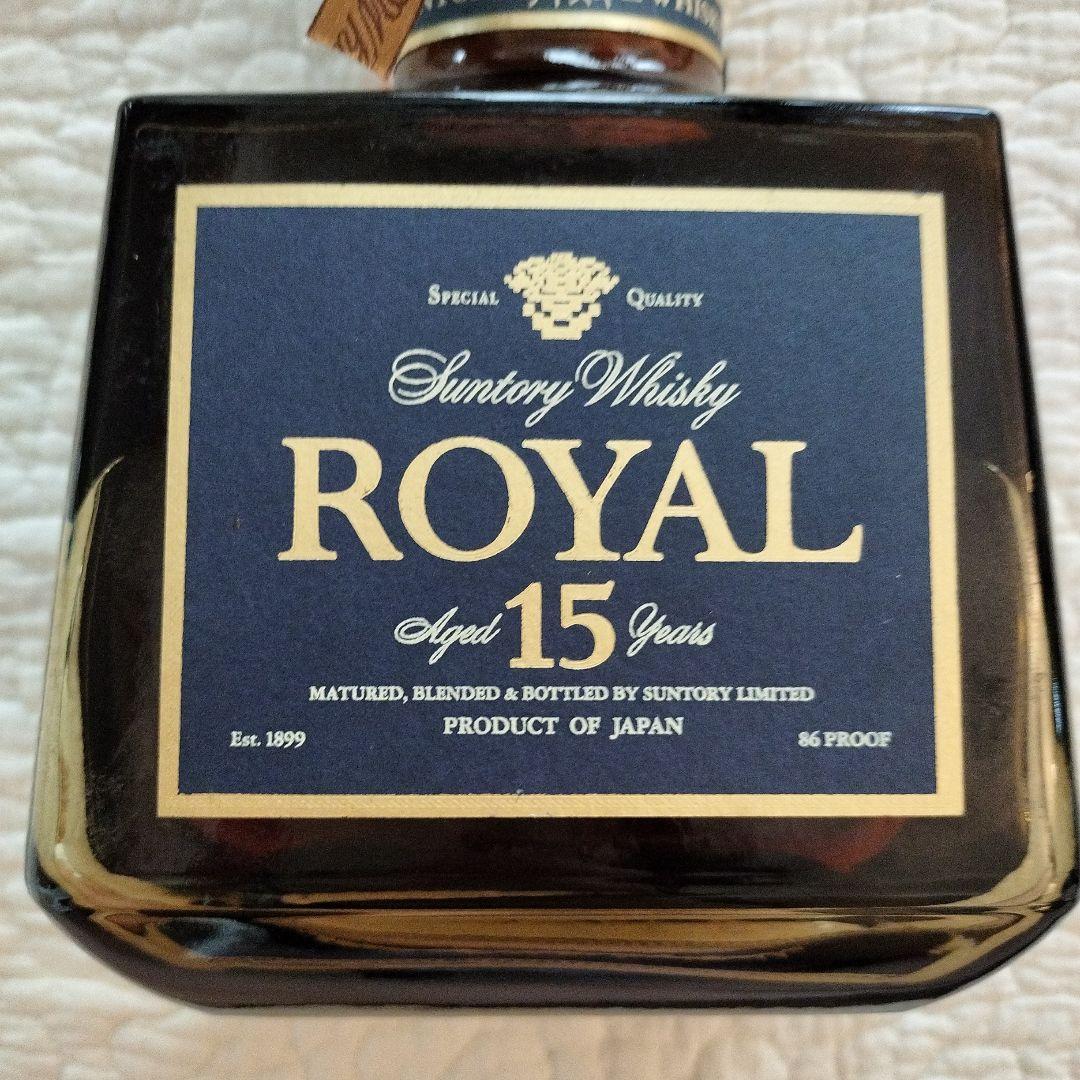 SPECIAL QUALITY
Suntory Whisky
ROYAL
Aged 15 Years
MATURED, BLENDED & BOTTLED BY SUNTORY LIMITED
PRODUCT OF JAPAN
Est. 1899
86 PROOF